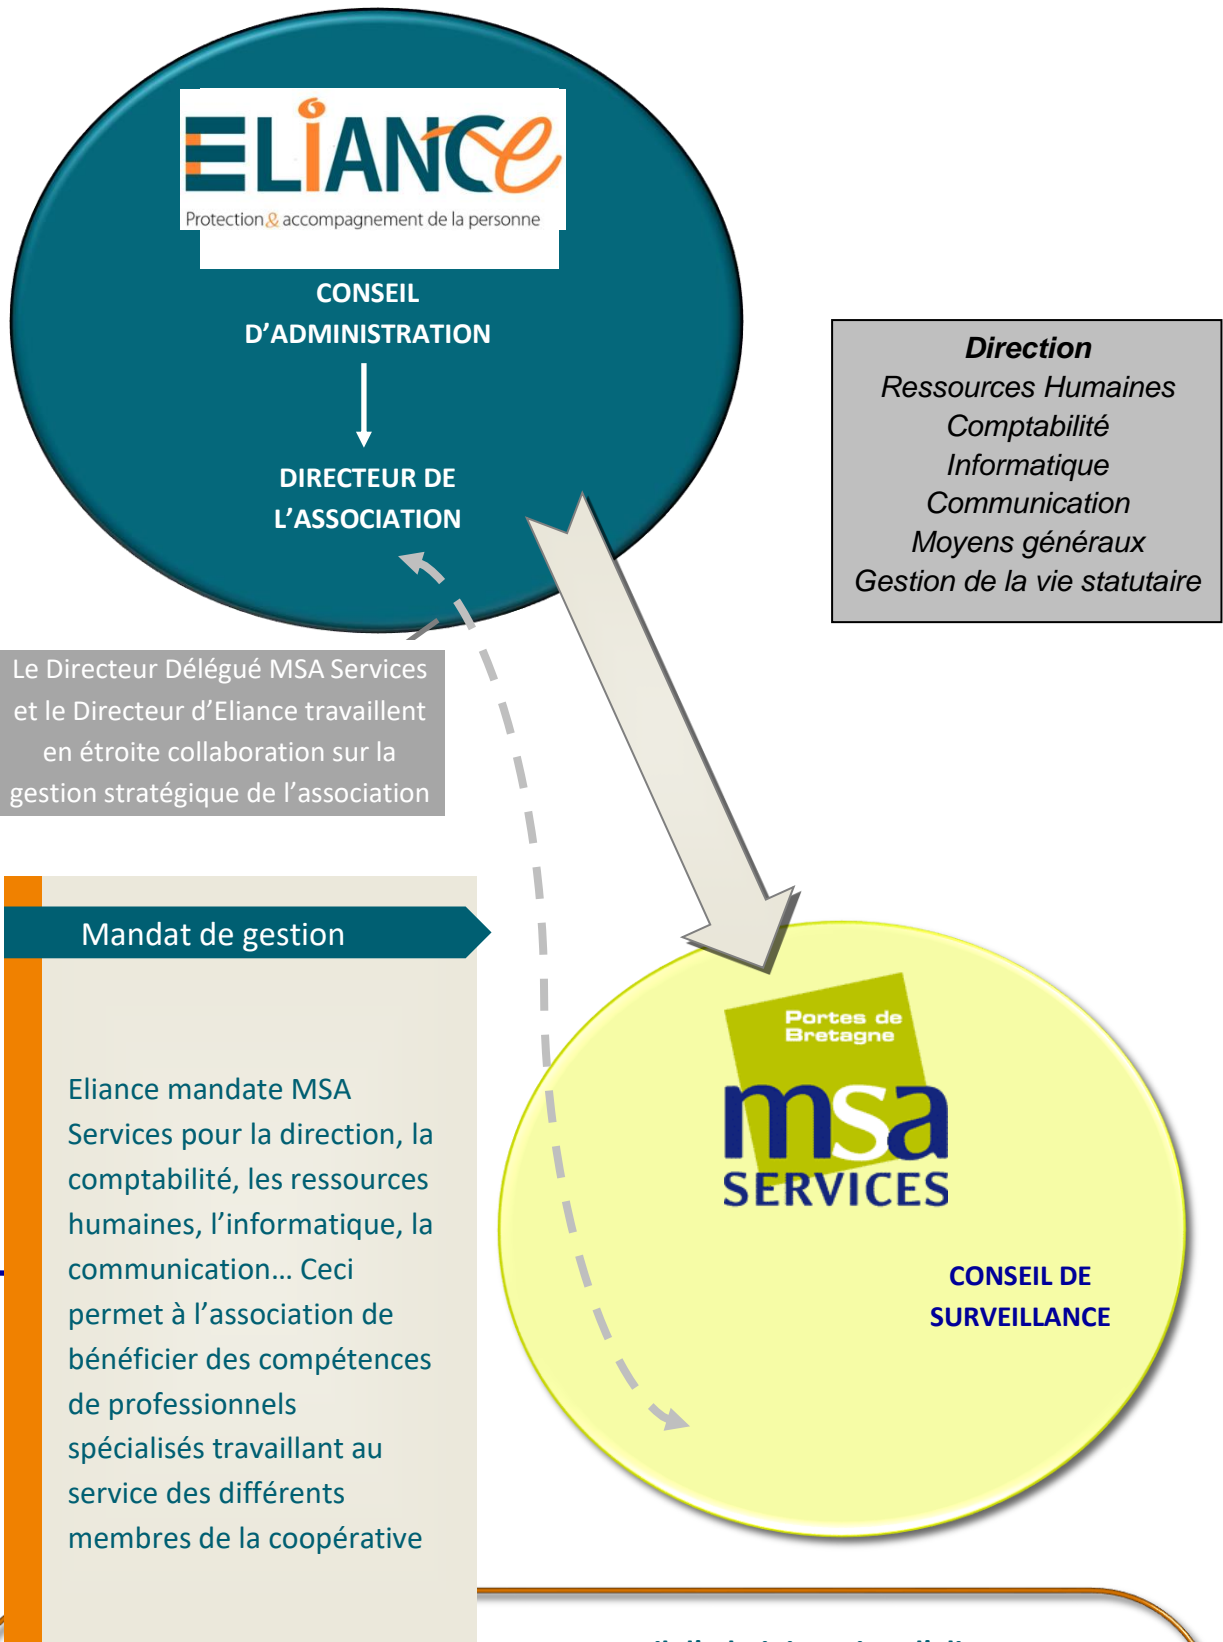 ELiANCe
Protection & accompagnement de la personne
CONSEIL
D’ADMINISTRATION
DIRECTEUR DE
L’ASSOCIATION
Direction
Ressources Humaines
Comptabilité
Informatique
Communication
Moyens généraux
Gestion de la vie statutaire
Le Directeur Délégué MSA Services
et le Directeur d’Eliance travaillent
en étroite collaboration sur la
gestion stratégique de l’association
Mandat de gestion
Eliance mandate MSA
Services pour la direction, la
comptabilité, les ressources
humaines, l’informatique, la
communication… Ceci
permet à l’association de
bénéficier des compétences
de professionnels
spécialisés travaillant au
service des différents
membres de la coopérative
Portes de
Bretagne
msa
SERVICES
CONSEIL DE
SURVEILLANCE